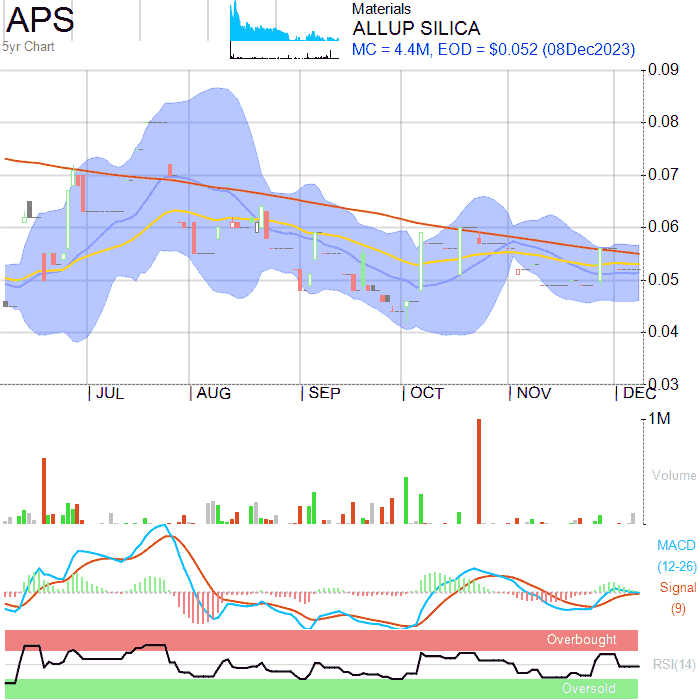 APS
5yr Chart
Materials
ALLUP SILICA
MC = 4.4M, EOD = $0.052 (08Dec2023)
0.09
0.08
0.07
0.06
0.05
0.04
0.03
JUL AUG SEP OCT NOV DEC
1M
Volume
MACD
(12-26)
Signal
(9)
Overbought
RSI(14)
Oversold